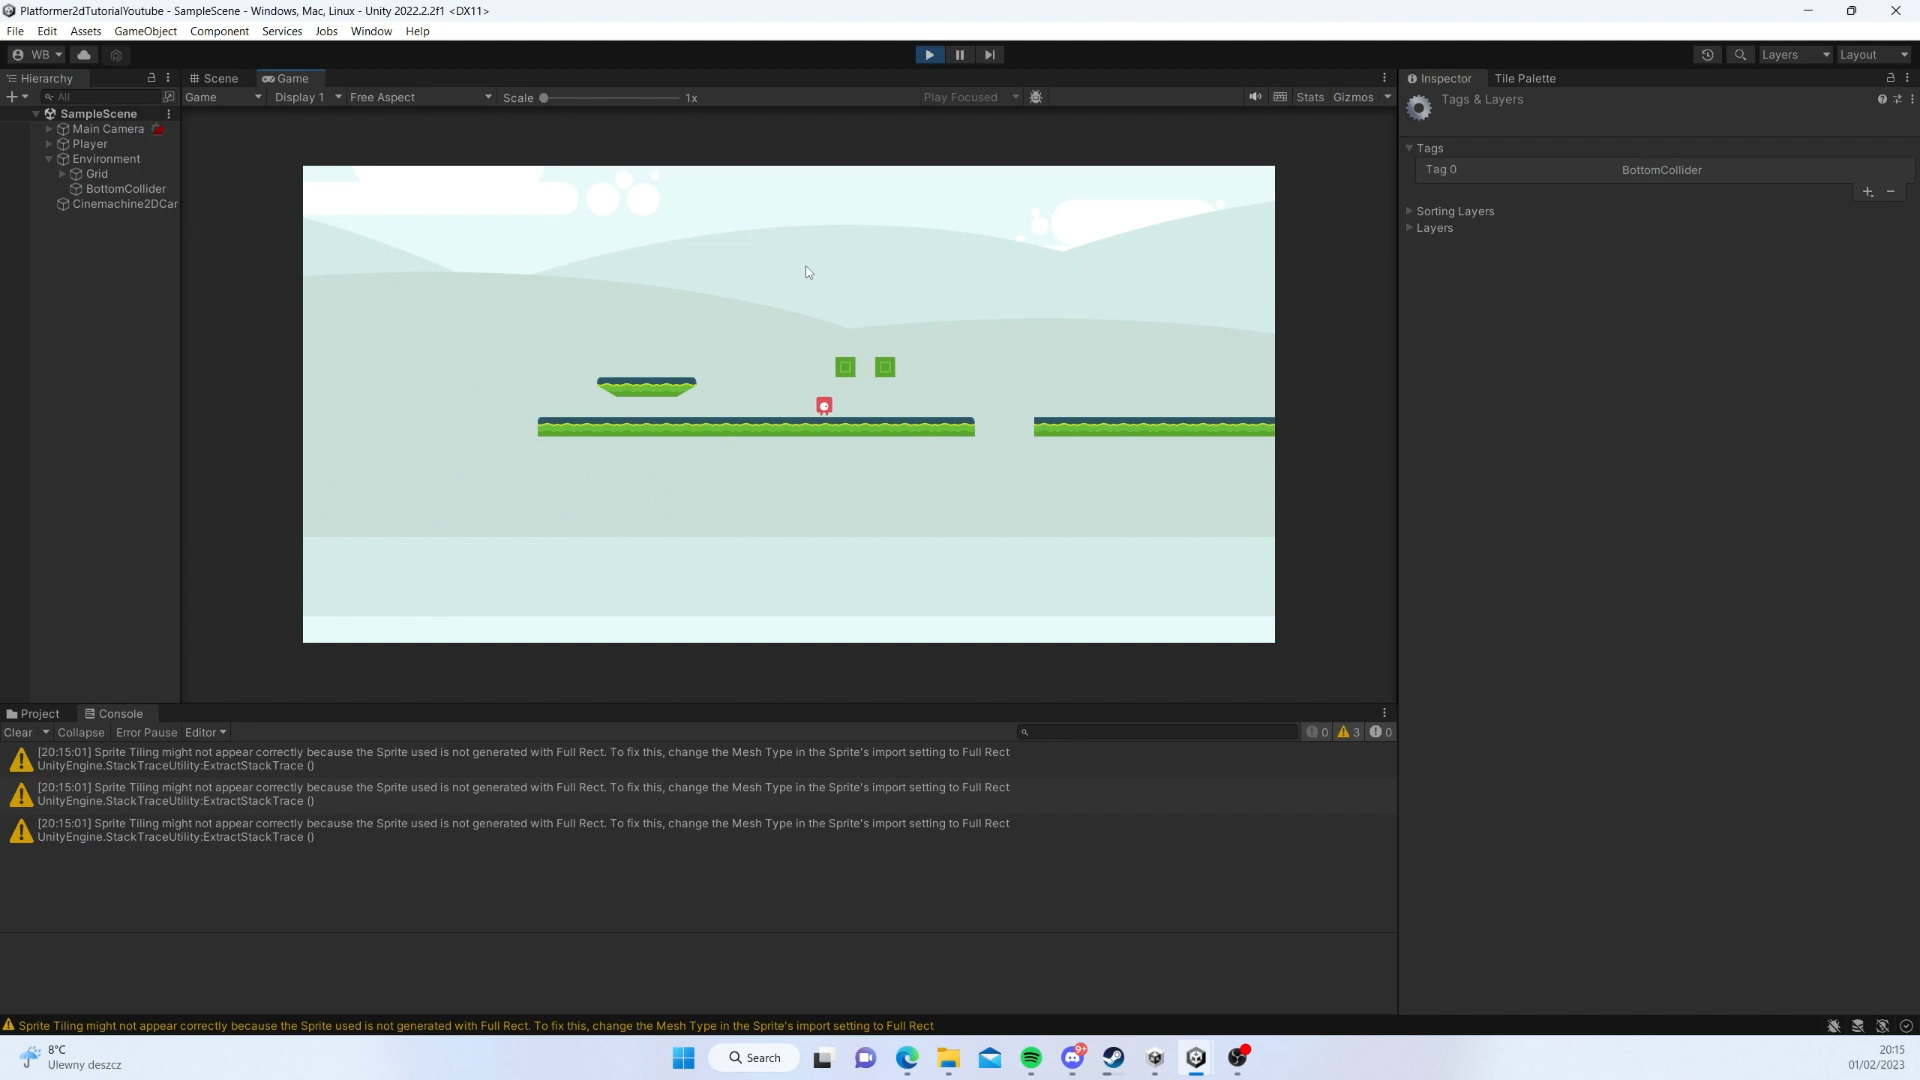 Platformer2dTutorialYoutube - SampleScene - Windows, Mac, Linux - Unity 2022.2.2f1 <DX11>
File Edit Assets GameObject Component Services Jobs Window Help
WB
Layers
Layout
Hierarchy
Scene
Game
Inspector
Tile Palette
All
Game
Display 1
Free Aspect
Scale
1x
Play Focused
Stats
Gizmos
SampleScene
Main Camera
Player
Environment
Grid
BottomCollider
Cinemachine2DCar
Tags & Layers
Tags
Tag 0
BottomCollider
Sorting Layers
Layers
Project
Console
Clear
Collapse
Error Pause
Editor
0
3
0
[20:15:01] Sprite Tiling might not appear correctly because the Sprite used is not generated with Full Rect. To fix this, change the Mesh Type in the Sprite's import setting to Full Rect
UnityEngine.StackTraceUtility:ExtractStackTrace ()
[20:15:01] Sprite Tiling might not appear correctly because the Sprite used is not generated with Full Rect. To fix this, change the Mesh Type in the Sprite's import setting to Full Rect
UnityEngine.StackTraceUtility:ExtractStackTrace ()
[20:15:01] Sprite Tiling might not appear correctly because the Sprite used is not generated with Full Rect. To fix this, change the Mesh Type in the Sprite's import setting to Full Rect
UnityEngine.StackTraceUtility:ExtractStackTrace ()
Sprite Tiling might not appear correctly because the Sprite used is not generated with Full Rect. To fix this, change the Mesh Type in the Sprite's import setting to Full Rect
8°C
Ulewny deszcz
Search
9+
20:15
01/02/2023